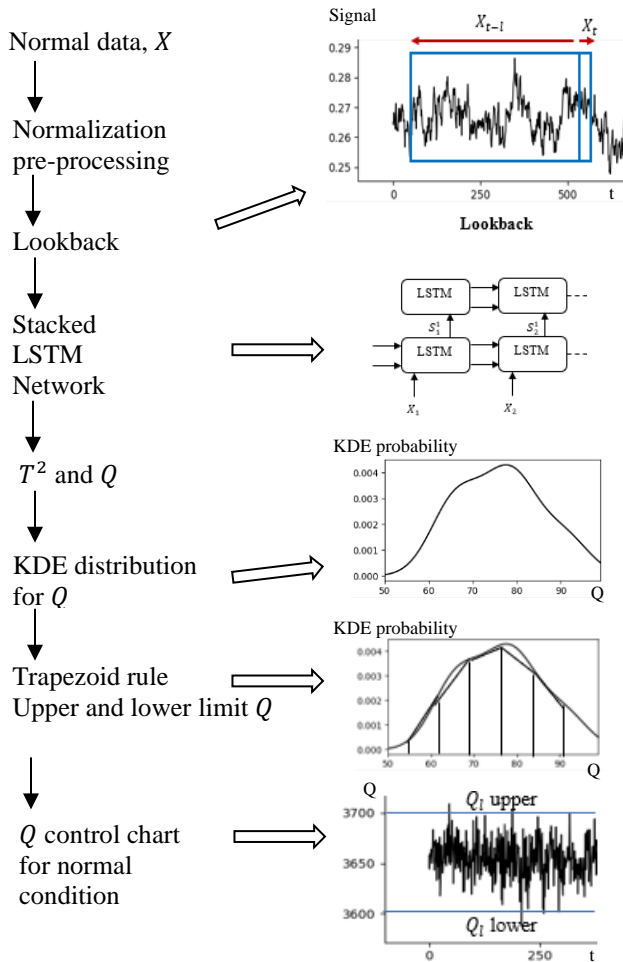 Normal data, X
Normalization
pre-processing
Lookback
Stacked
LSTM
Network
T² and Q
KDE distribution
for Q
Trapezoid rule
Upper and lower limit Q
Q control chart
for normal
condition
Signal
X_{t-l}
X_t
0.29
0.28
0.27
0.26
0.25
0
250
500
t
Lookback
LSTM
LSTM
S_1^1
S_2^1
LSTM
LSTM
X_1
X_2
KDE probability
0.004
0.003
0.002
0.001
0.000
50
60
70
80
90
Q
KDE probability
0.004
0.003
0.002
0.001
0.000
50
60
70
80
90
Q
Q
Q_l upper
3700
3650
3600
Q_l lower
0
250
t